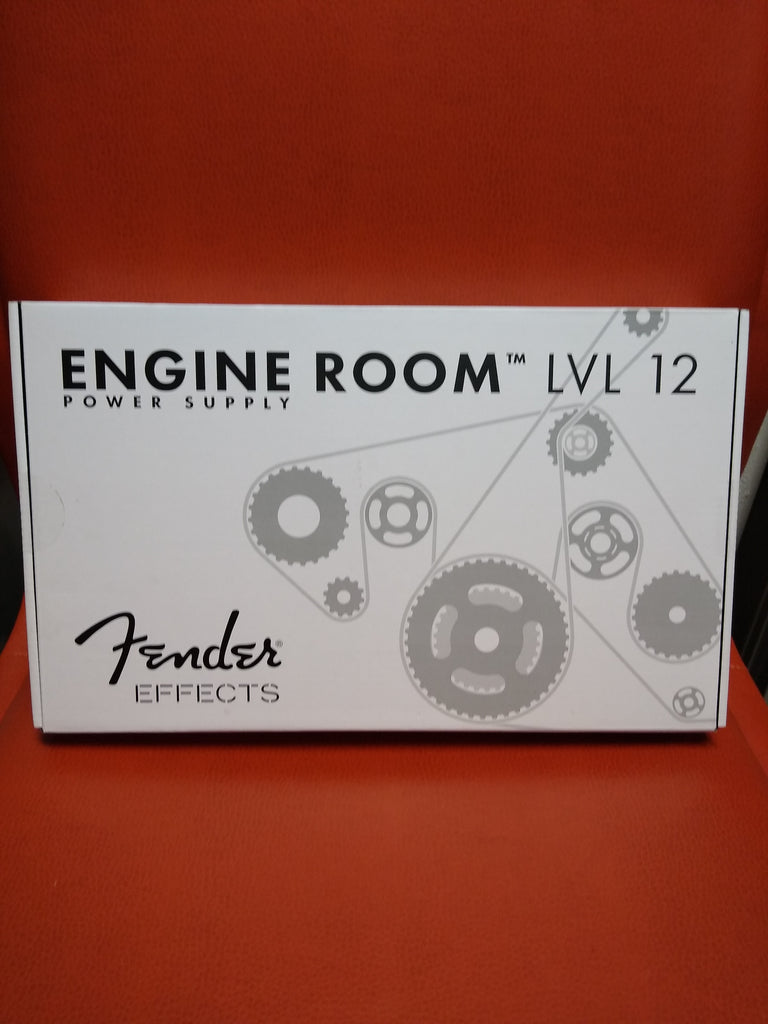 ENGINE ROOM™ LVL 12
POWER SUPPLY
Fender®
EFFECTS